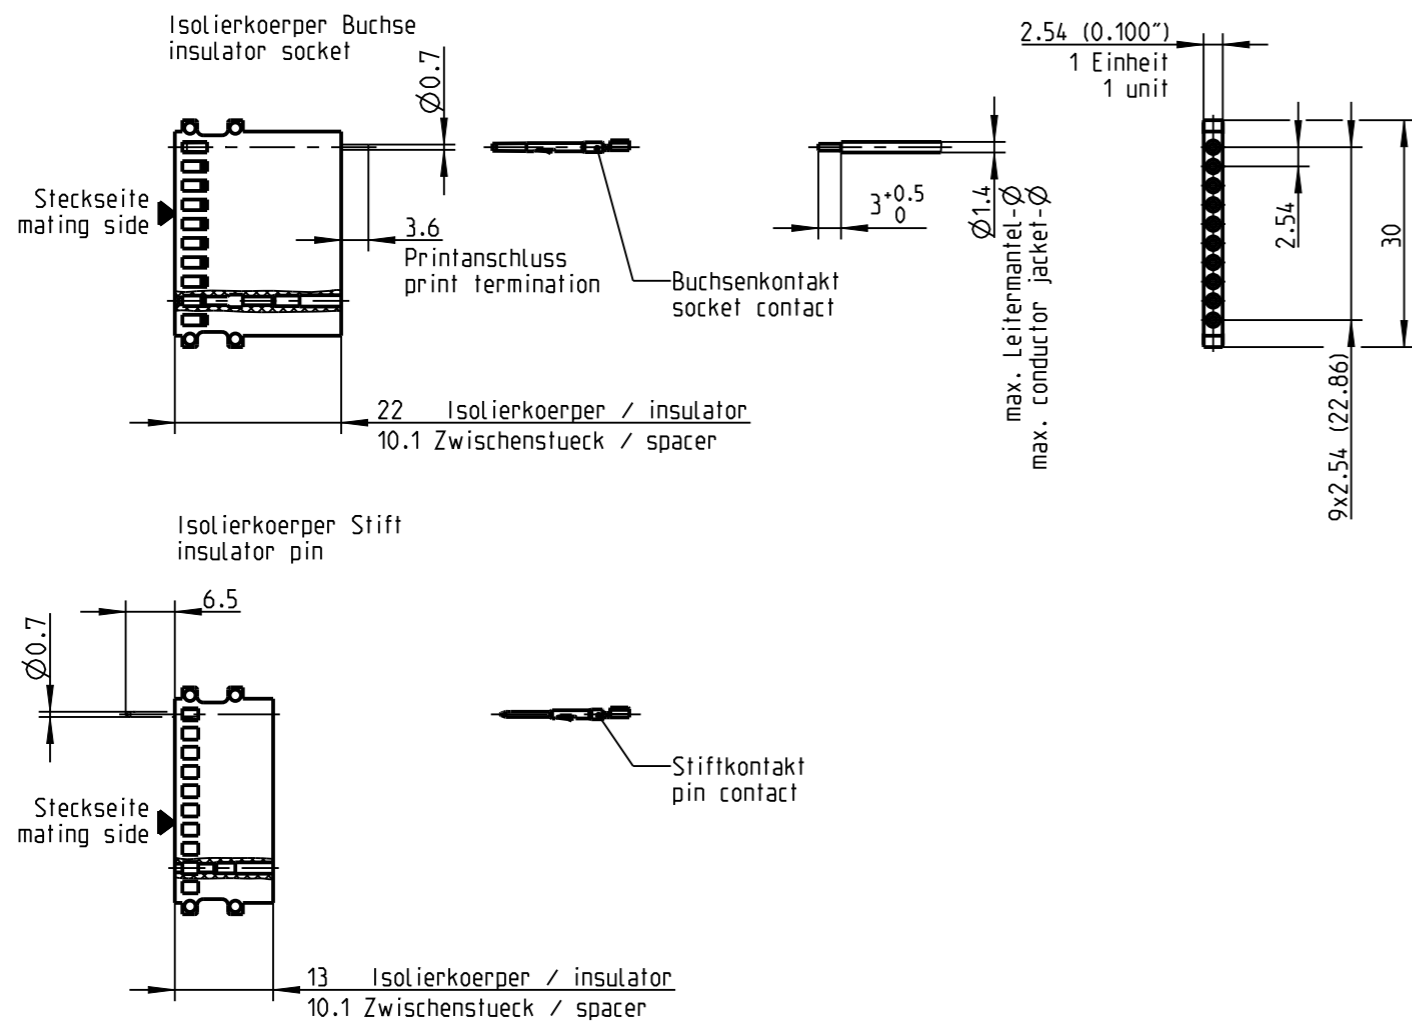 Isolierkoerper Buchse
insulator socket
2.54 (0.100")
1 Einheit
1 unit
Ø0.7
Steckseite
mating side
3.6
Printanschluss
print termination
Buchsenkontakt
socket contact
3 +0.5 0
Ø1.4
max. Leitermantel-Ø
max. conductor jacket-Ø
2.54
30
9x2.54 (22.86)
22 Isolierkoerper / insulator
10.1 Zwischenstueck / spacer
Isolierkoerper Stift
insulator pin
6.5
Ø0.7
Steckseite
mating side
Stiftkontakt
pin contact
13 Isolierkoerper / insulator
10.1 Zwischenstueck / spacer